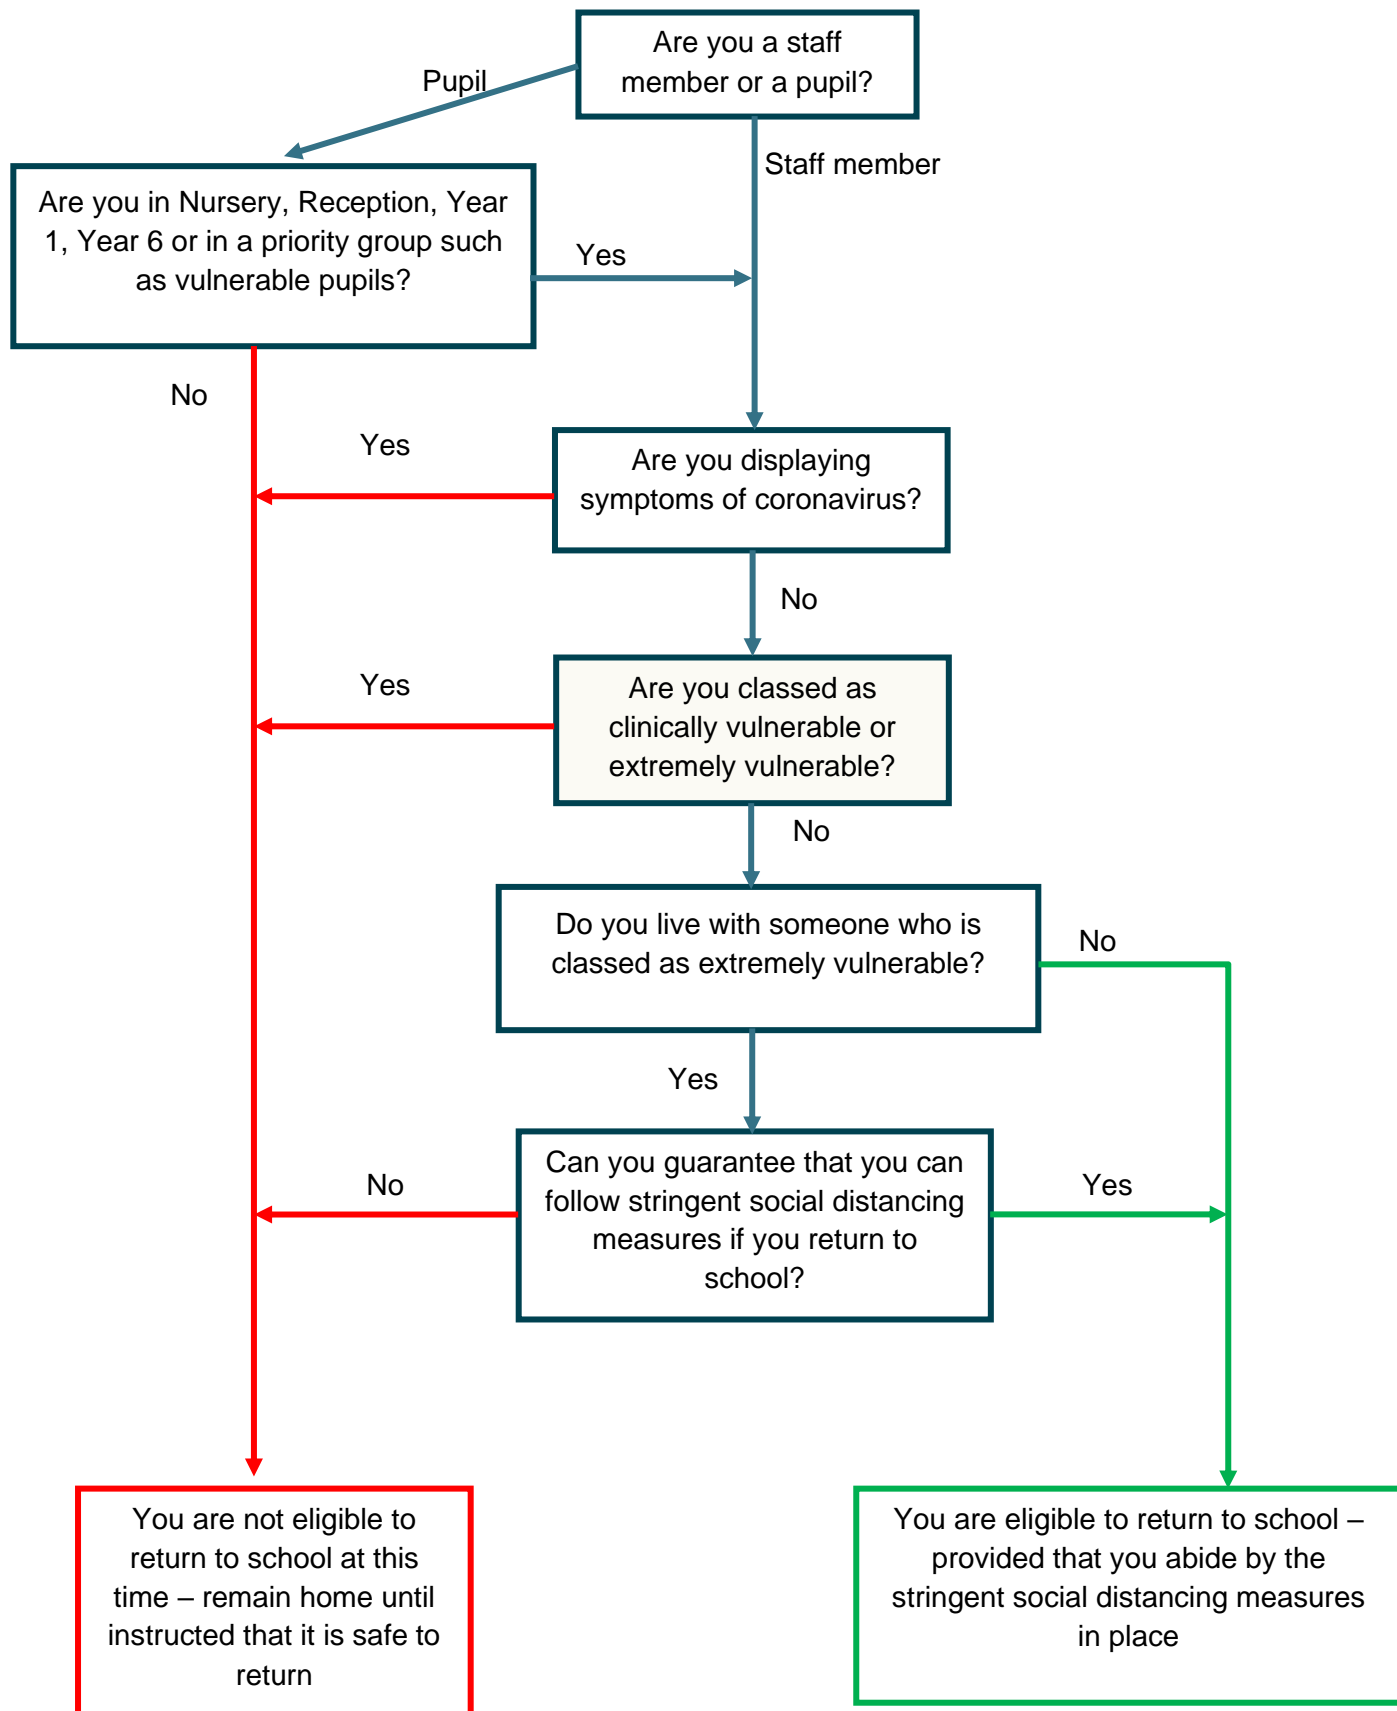 Are you a staff
member or a pupil?
Pupil
Staff member
Are you in Nursery, Reception, Year
1, Year 6 or in a priority group such
as vulnerable pupils?
Yes
No
Yes
Are you displaying
symptoms of coronavirus?
No
Yes
Are you classed as
clinically vulnerable or
extremely vulnerable?
No
Do you live with someone who is
classed as extremely vulnerable?
No
Yes
Can you guarantee that you can
follow stringent social distancing
measures if you return to
school?
No
Yes
You are not eligible to
return to school at this
time – remain home until
instructed that it is safe to
return
You are eligible to return to school –
provided that you abide by the
stringent social distancing measures
in place